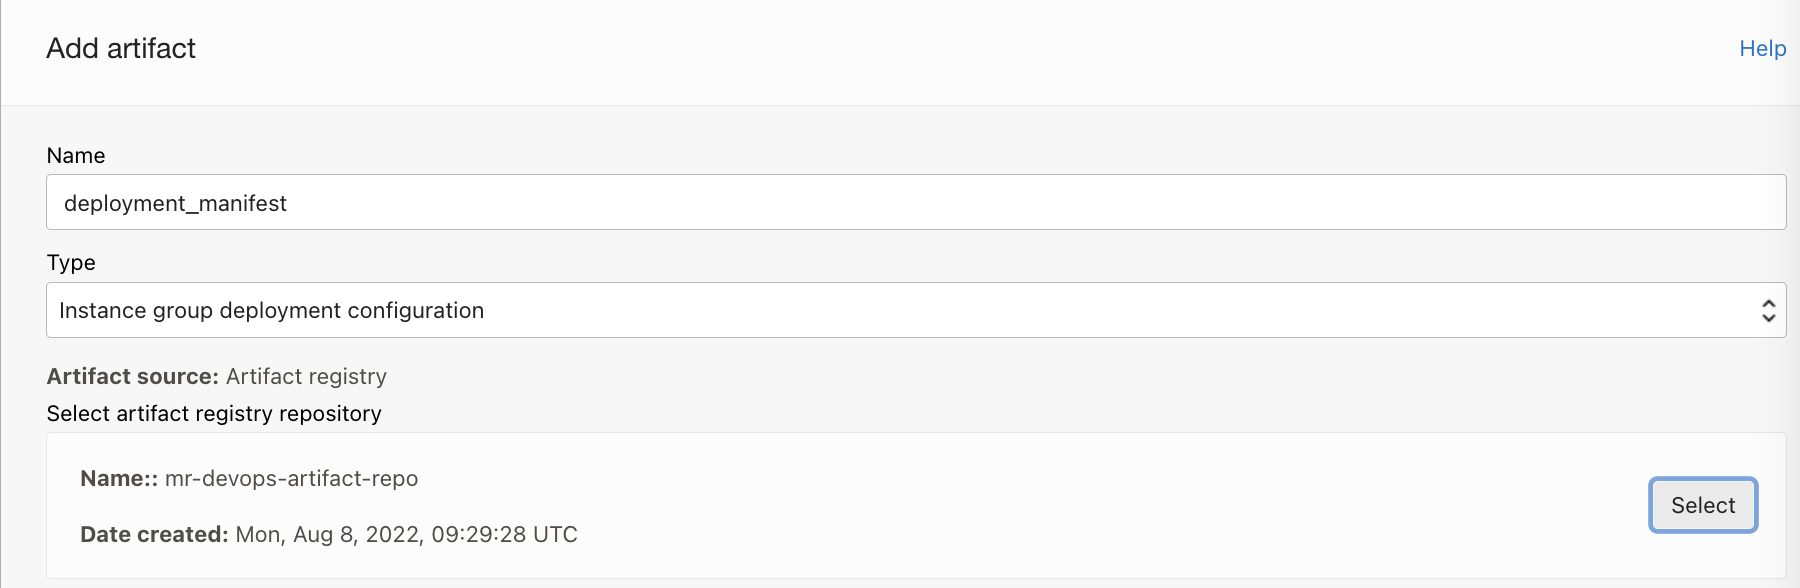 Add artifact
Help
Name
deployment_manifest
Type
Instance group deployment configuration
Artifact source: Artifact registry
Select artifact registry repository
Name:: mr-devops-artifact-repo
Select
Date created: Mon, Aug 8, 2022, 09:29:28 UTC